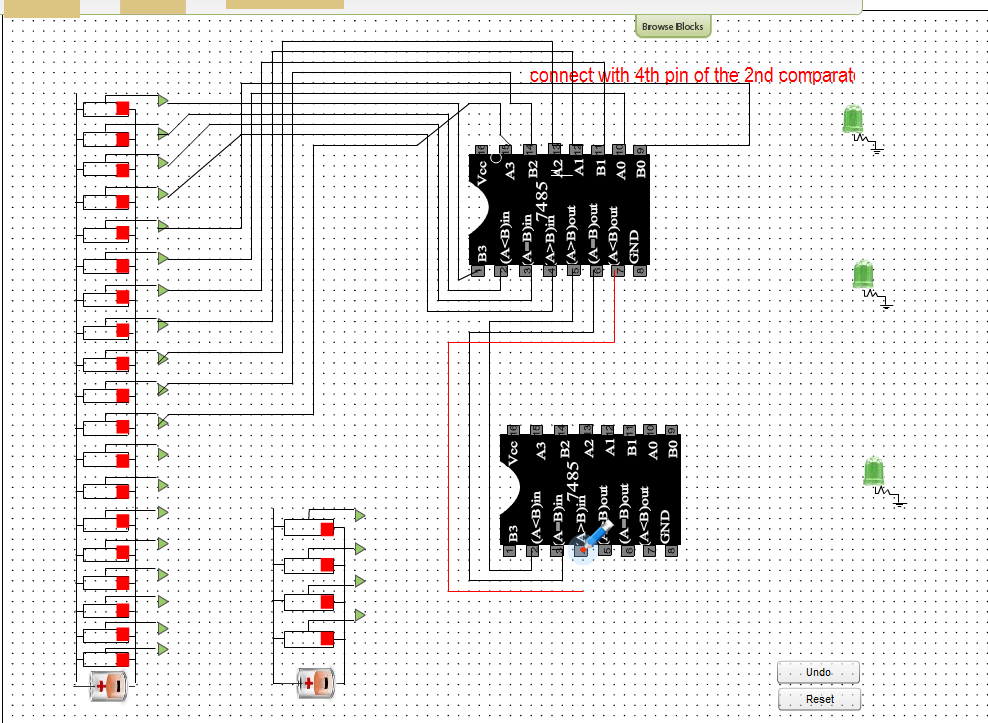 Browse Blocks
connect with 4th pin of the 2nd comparat
16 15 14 13 12 11 10 9
Vcc A3 B2 A2 A1 B1 A0 B0
7485
B3 (A<B)in (A=B)in (A>B)in (A>B)out (A=B)out (A<B)out GND
1 2 3 4 5 6 7 8
16 15 14 13 12 11 10 9
Vcc A3 B2 A2 A1 B1 A0 B0
7485
B3 (A<B)in (A=B)in >B)in B)out (A=B)out (A<B)out GND
1 2 3 5 6 7 8
Undo
Reset